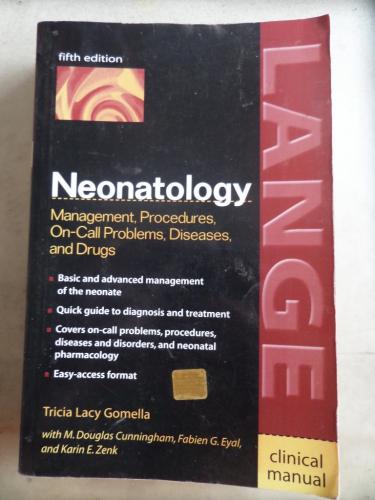 fifth edition
LANGE
Neonatology
Management, Procedures,
On-Call Problems, Diseases,
and Drugs
Basic and advanced management
of the neonate
Quick guide to diagnosis and treatment
Covers on-call problems, procedures,
diseases and disorders, and neonatal
pharmacology
Easy-access format
Tricia Lacy Gomella
with M. Douglas Cunningham, Fabien G. Eyal,
and Karin E. Zenk
clinical
manual